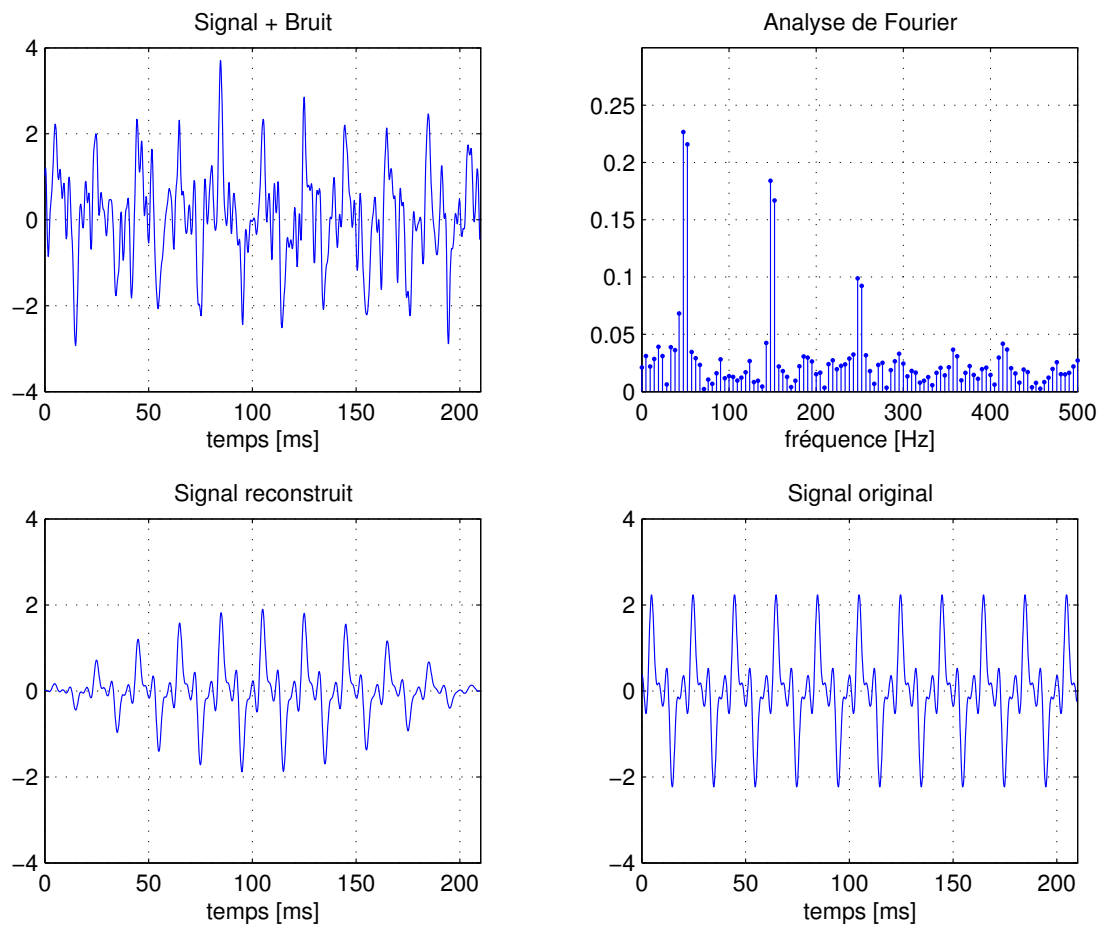 Signal + Bruit
4
2
0
−2
−4
0 50 100 150 200
temps [ms]
Analyse de Fourier
0.25
0.2
0.15
0.1
0.05
0
0 100 200 300 400 500
fréquence [Hz]
Signal reconstruit
4
2
0
−2
−4
0 50 100 150 200
temps [ms]
Signal original
4
2
0
−2
−4
0 50 100 150 200
temps [ms]